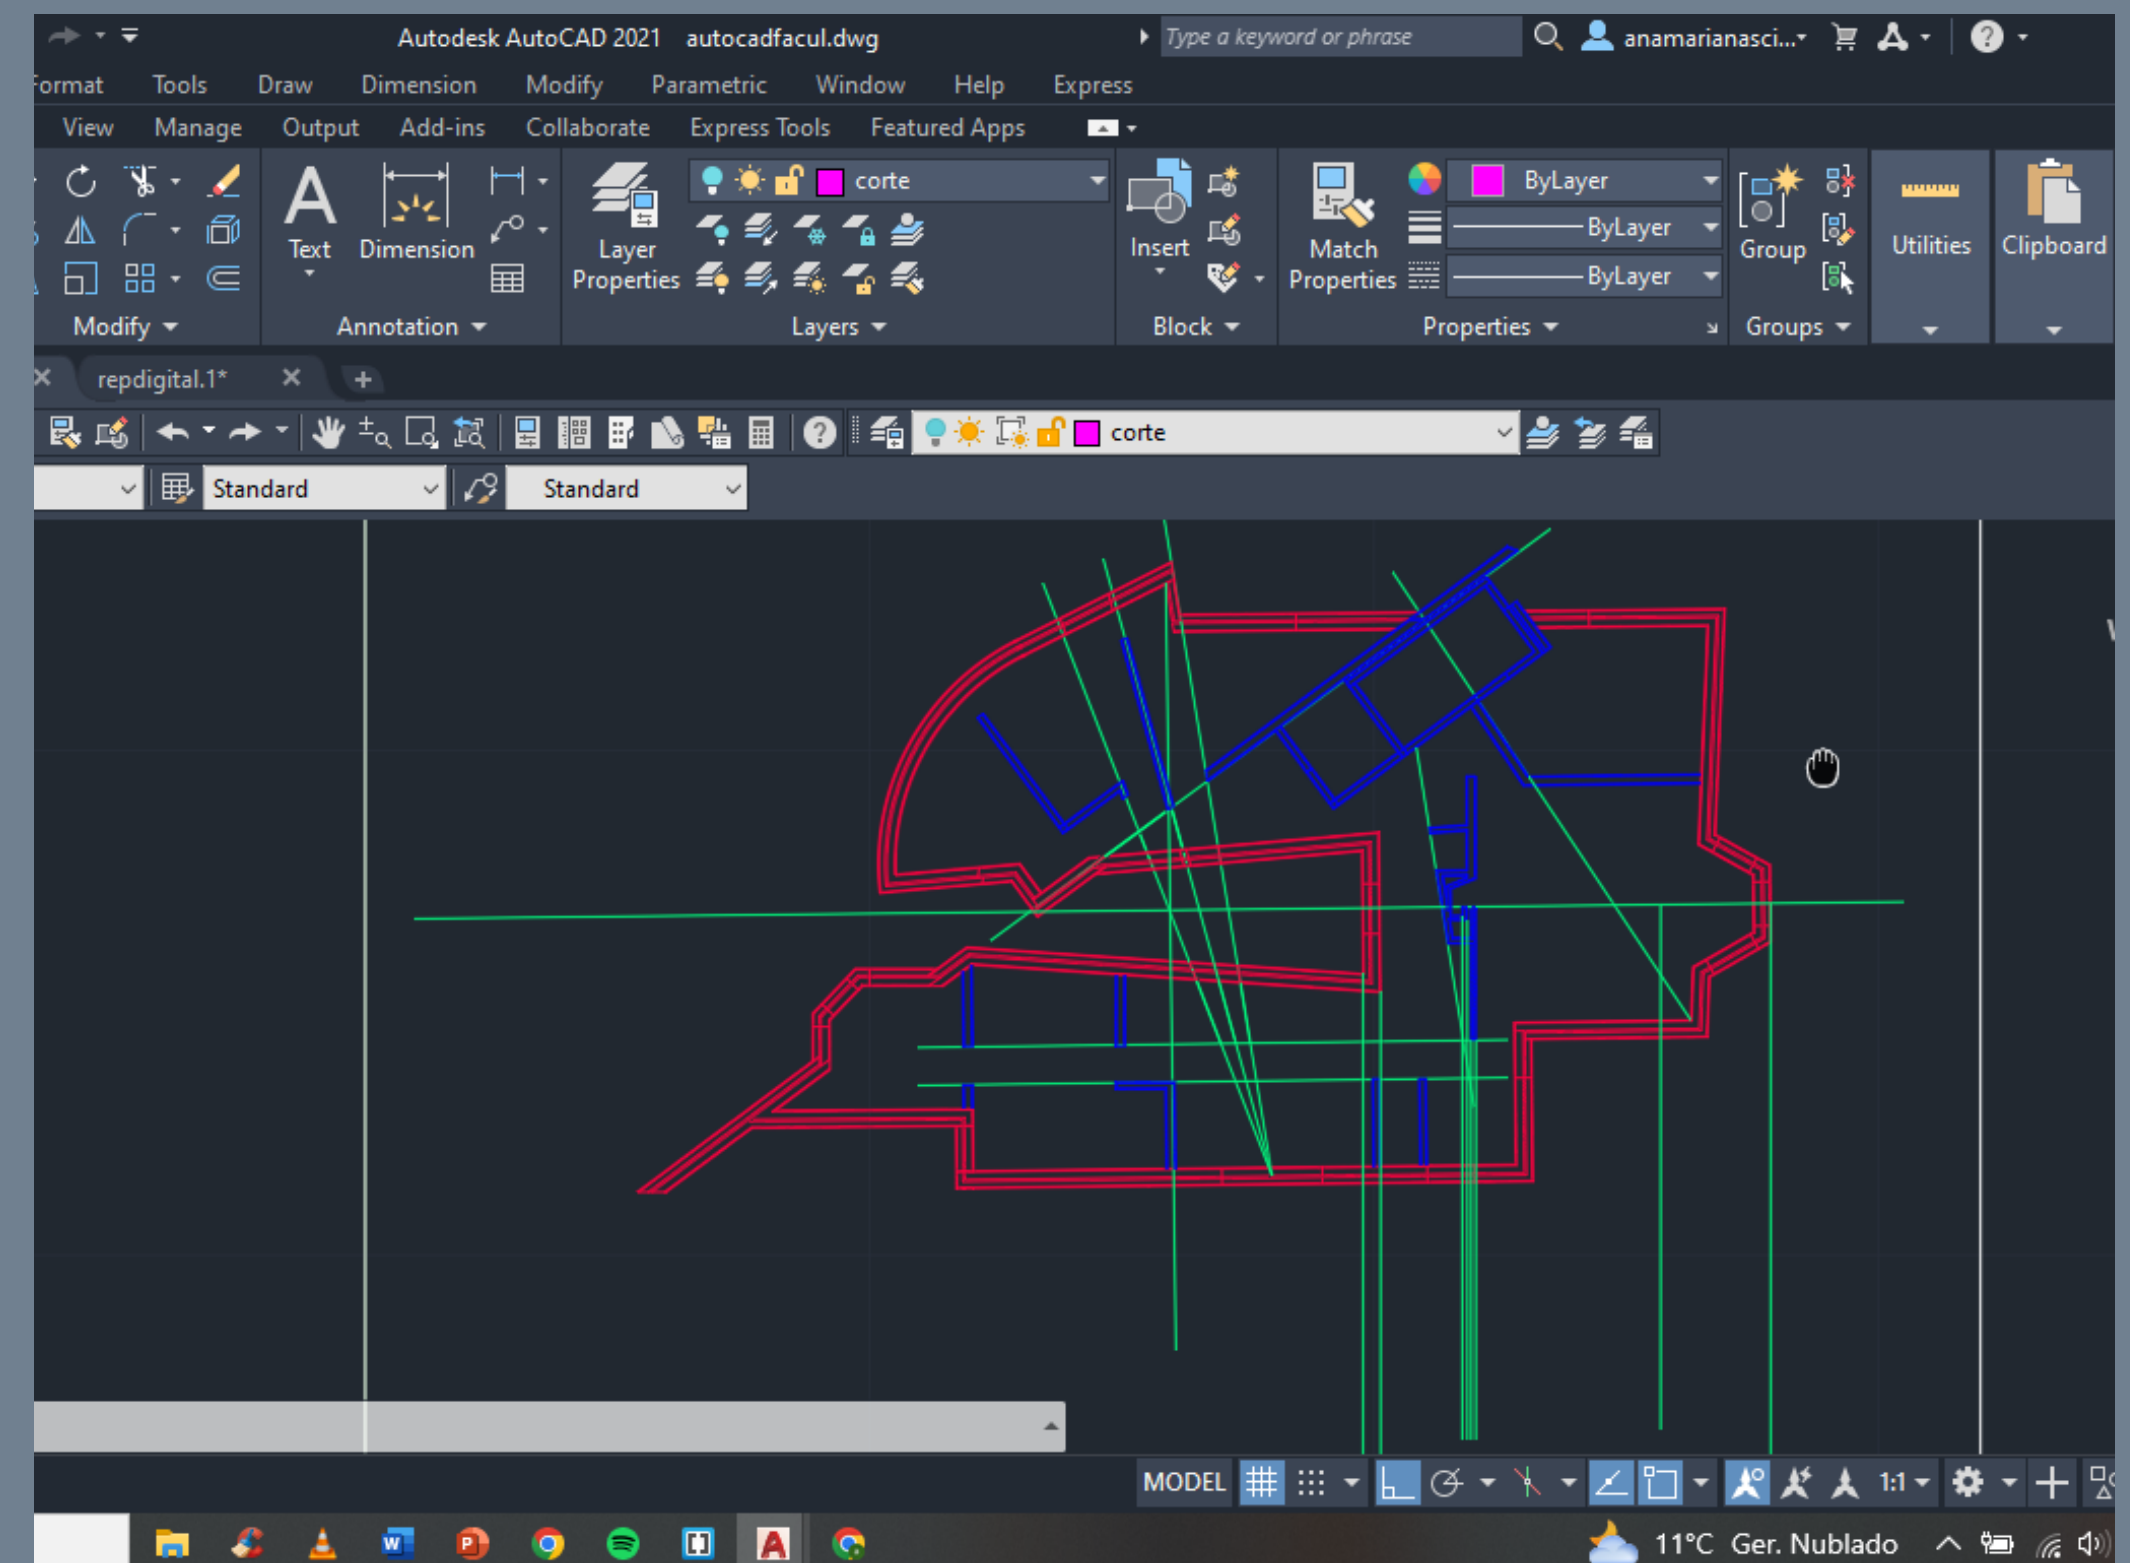 Autodesk AutoCAD 2021 autocadfacul.dwg Type a keyword or phrase anamarianasci...
Format Tools Draw Dimension Modify Parametric Window Help Express
View Manage Output Add-ins Collaborate Express Tools Featured Apps
corte ByLayer
Text Dimension Layer Properties Insert Match Properties ByLayer Group Utilities Clipboard
ByLayer
Modify Annotation Layers Block Properties Groups
repdigital.1*
corte
Standard Standard
MODEL 1:1
11°C Ger. Nublado